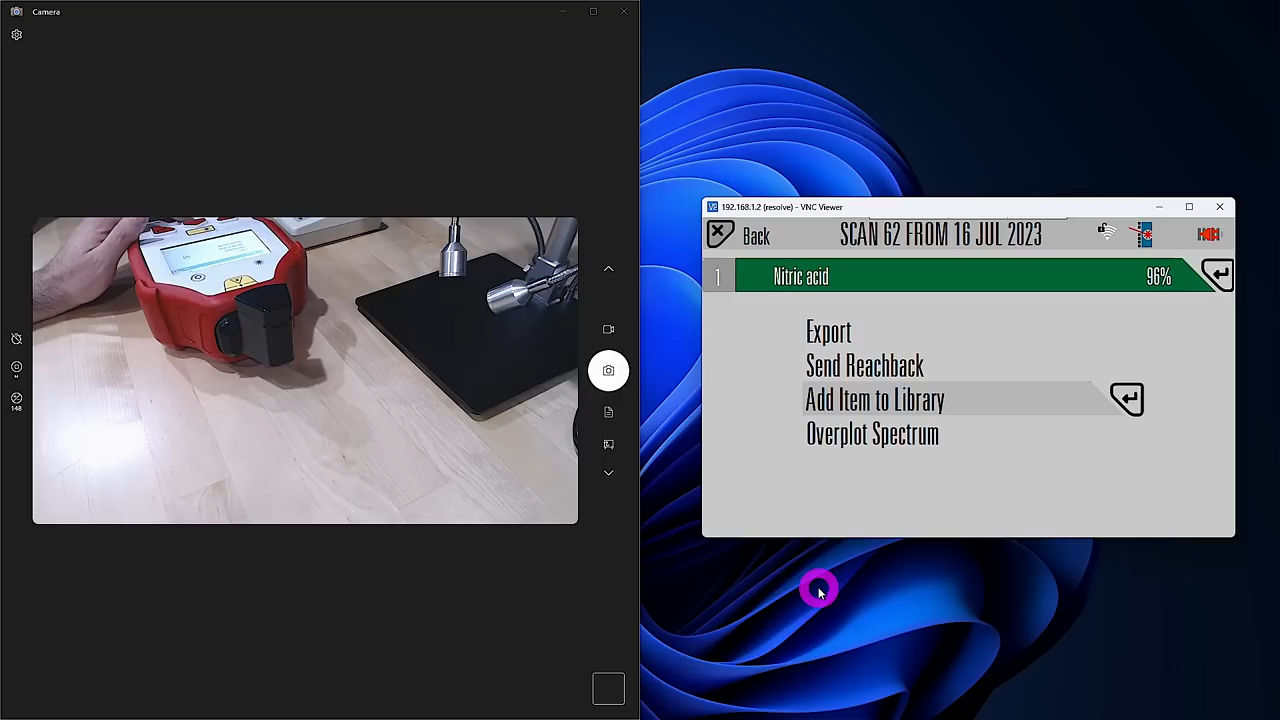 Camera
148
192.168.1.2 (resolve) - VNC Viewer
Back
SCAN 62 FROM 16 JUL 2023
1
Nitric acid
96%
Export
Send Reachback
Add Item to Library
Overplot Spectrum